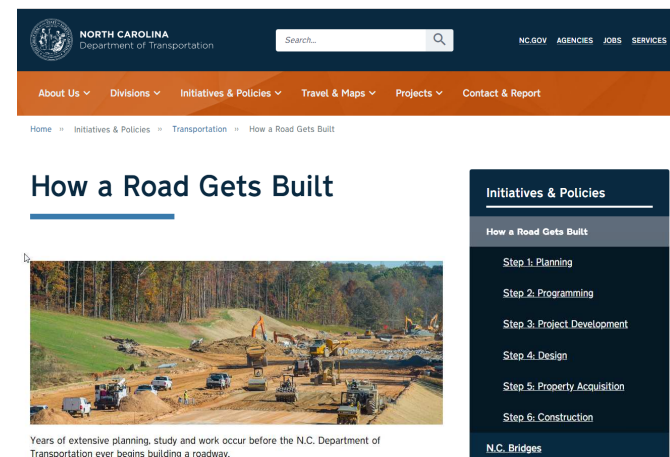 NORTH CAROLINA
Department of Transportation
Search...
NC.GOV AGENCIES JOBS SERVICES
About Us Divisions Initiatives & Policies Travel & Maps Projects Contact & Report
Home » Initiatives & Policies » Transportation » How a Road Gets Built
How a Road Gets Built
Years of extensive planning, study and work occur before the N.C. Department of
Transportation ever begins building a roadway.
Initiatives & Policies
How a Road Gets Built
Step 1: Planning
Step 2: Programming
Step 3: Project Development
Step 4: Design
Step 5: Property Acquisition
Step 6: Construction
N.C. Bridges